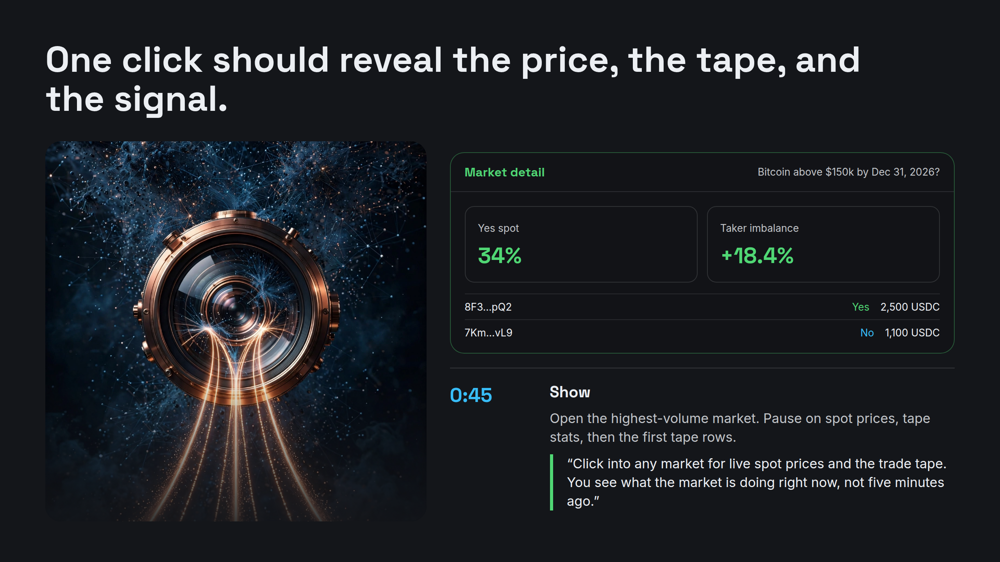 One click should reveal the price, the tape, and
the signal.
Market detail
Bitcoin above $150k by Dec 31, 2026?
Yes spot
34%
Taker imbalance
+18.4%
8F3...pQ2
Yes 2,500 USDC
7Km...vL9
No 1,100 USDC
0:45
Show
Open the highest-volume market. Pause on spot prices, tape
stats, then the first tape rows.
“Click into any market for live spot prices and the trade tape.
You see what the market is doing right now, not five minutes
ago.”